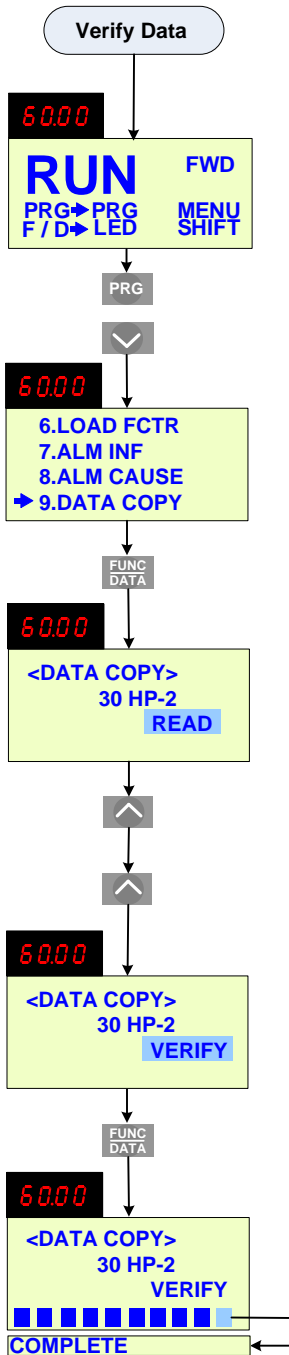 Verify Data
60.00
RUN FWD
PRG➔PRG MENU
F / D➔ LED SHIFT
PRG
60.00
6.LOAD FCTR
7.ALM INF
8.ALM CAUSE
➔ 9.DATA COPY
FUNC
DATA
60.00
<DATA COPY>
30 HP-2
READ
60.00
<DATA COPY>
30 HP-2
VERIFY
FUNC
DATA
60.00
<DATA COPY>
30 HP-2
VERIFY
COMPLETE